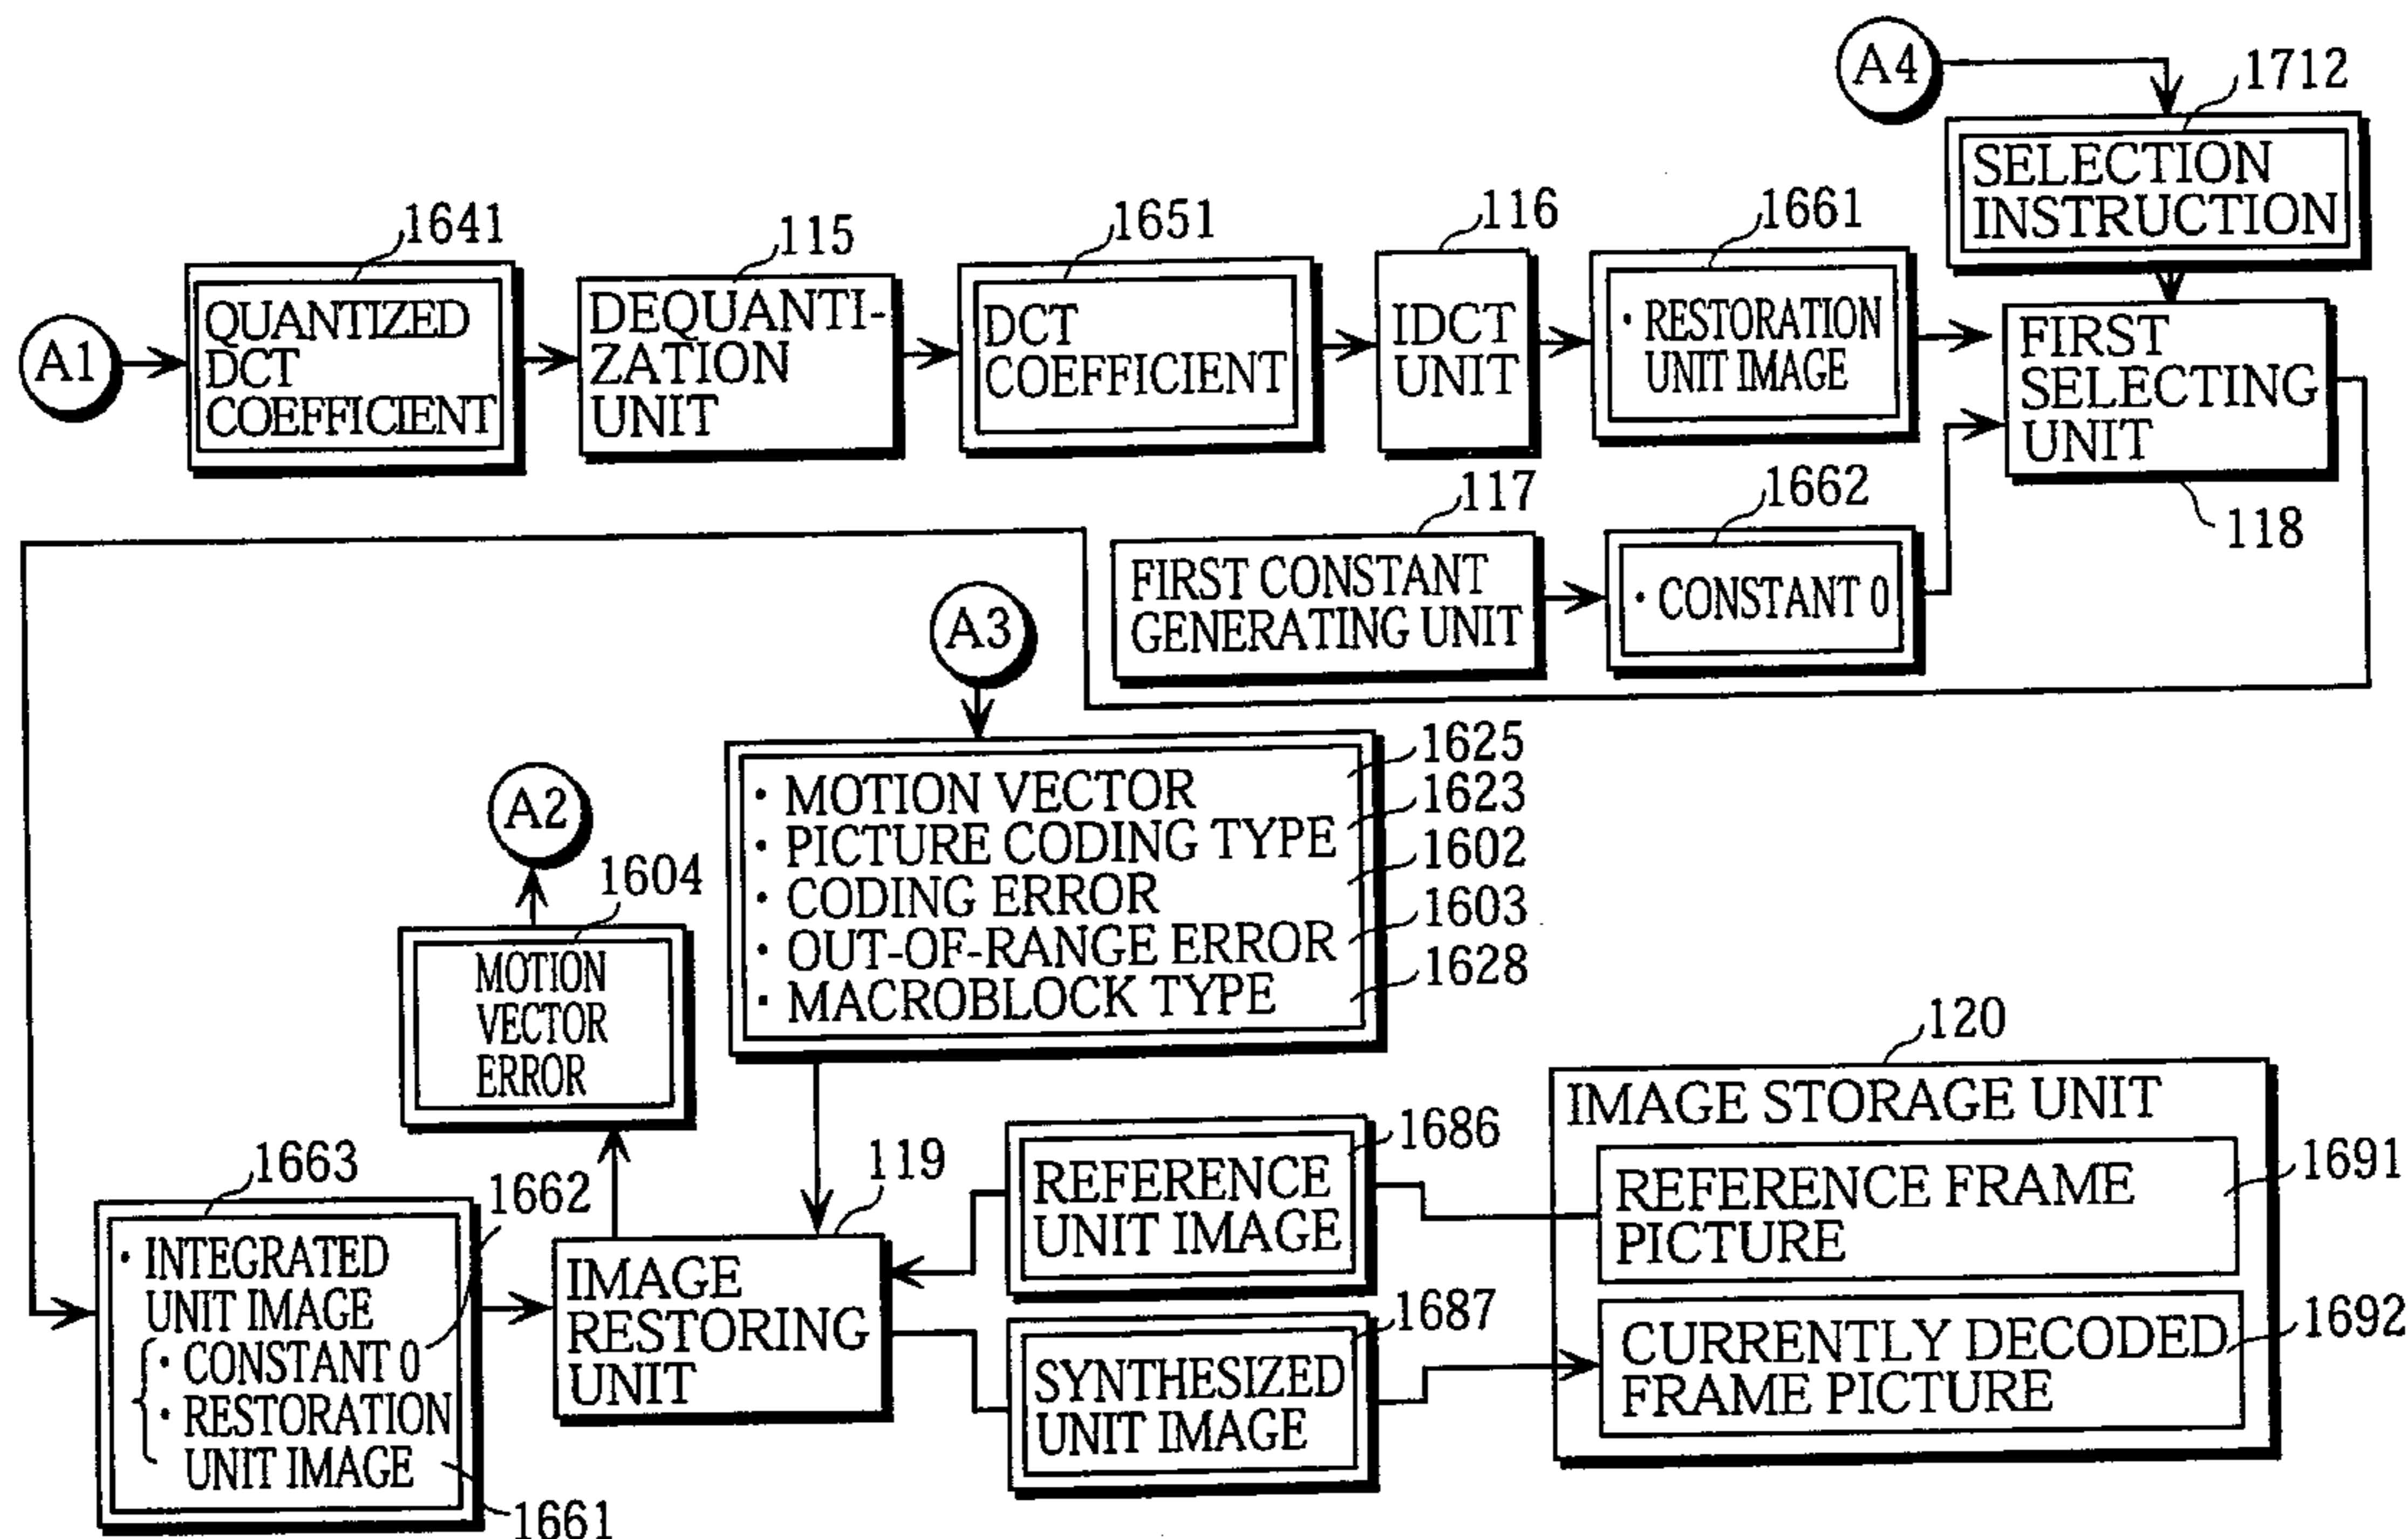 A4
1712
SELECTION
INSTRUCTION
1641
115
1651
116
1661
A1
QUANTIZED
DCT
COEFFICIENT
DEQUANTI-
ZATION
UNIT
DCT
COEFFICIENT
IDCT
UNIT
· RESTORATION
UNIT IMAGE
FIRST
SELECTING
UNIT
118
117
1662
FIRST CONSTANT
GENERATING UNIT
· CONSTANT 0
A3
1625
1623
1602
1603
1628
· MOTION VECTOR
· PICTURE CODING TYPE
· CODING ERROR
· OUT-OF-RANGE ERROR
· MACROBLOCK TYPE
A2
1604
MOTION
VECTOR
ERROR
120
IMAGE STORAGE UNIT
1663
1662
119
1686
1691
· INTEGRATED
UNIT IMAGE
· CONSTANT 0
· RESTORATION
UNIT IMAGE
1661
IMAGE
RESTORING
UNIT
REFERENCE
UNIT IMAGE
REFERENCE FRAME
PICTURE
1687
1692
SYNTHESIZED
UNIT IMAGE
CURRENTLY DECODED
FRAME PICTURE